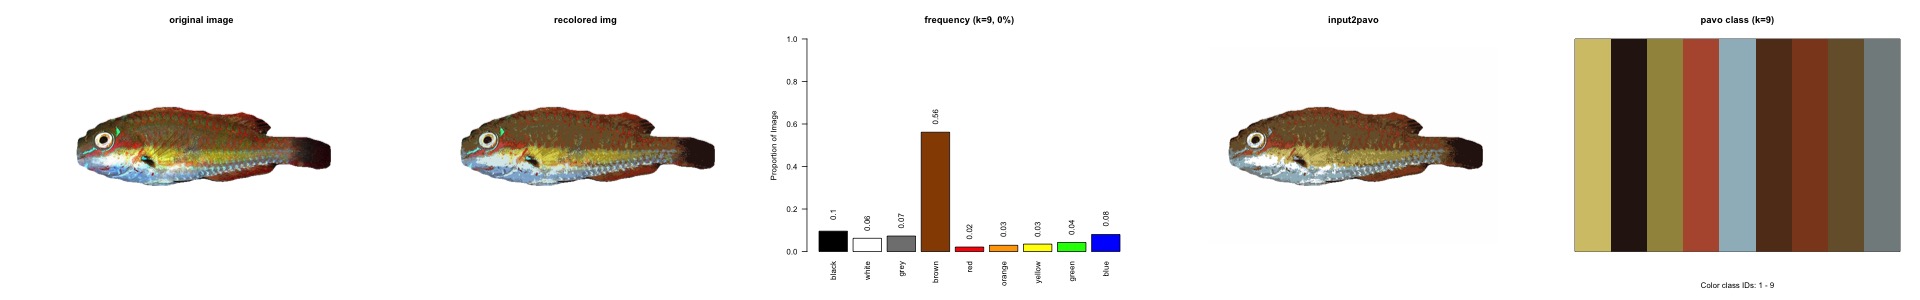 original image
recolored img
frequency (k=9, 0%)
input2pavo
pavo class (k=9)
Proportion of Image
1.0
0.8
0.6
0.4
0.2
0.0
0.1
0.06
0.07
0.56
0.02
0.03
0.03
0.04
0.08
black
white
grey
brown
red
orange
yellow
green
blue
Color class IDs: 1 - 9